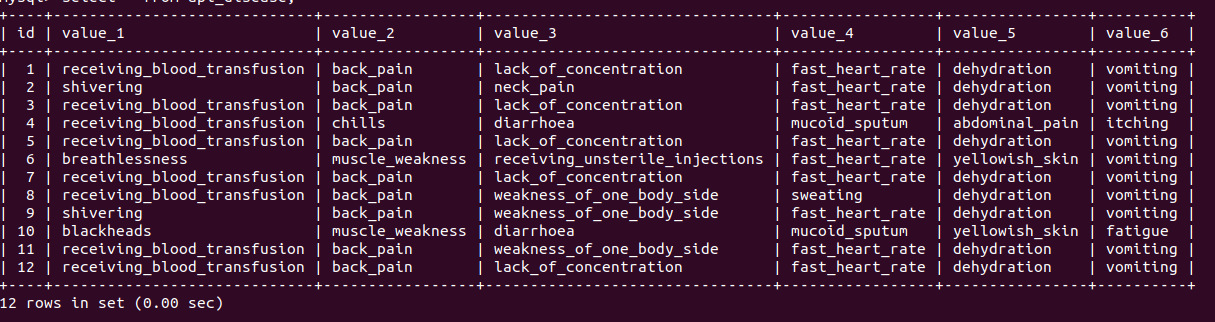 mysql> select * from api_disease;
+----+----------------------------+-----------------+------------------------------+-----------------+----------------+----------+
| id | value_1 | value_2 | value_3 | value_4 | value_5 | value_6 |
+----+----------------------------+-----------------+------------------------------+-----------------+----------------+----------+
| 1 | receiving_blood_transfusion | back_pain | lack_of_concentration | fast_heart_rate | dehydration | vomiting |
| 2 | shivering | back_pain | neck_pain | fast_heart_rate | dehydration | vomiting |
| 3 | receiving_blood_transfusion | back_pain | lack_of_concentration | fast_heart_rate | dehydration | vomiting |
| 4 | receiving_blood_transfusion | chills | diarrhoea | mucoid_sputum | abdominal_pain | itching |
| 5 | receiving_blood_transfusion | back_pain | lack_of_concentration | fast_heart_rate | dehydration | vomiting |
| 6 | breathlessness | muscle_weakness | receiving_unsterile_injections | fast_heart_rate | yellowish_skin | vomiting |
| 7 | receiving_blood_transfusion | back_pain | lack_of_concentration | fast_heart_rate | dehydration | vomiting |
| 8 | receiving_blood_transfusion | back_pain | weakness_of_one_body_side | sweating | dehydration | vomiting |
| 9 | shivering | back_pain | weakness_of_one_body_side | fast_heart_rate | dehydration | vomiting |
| 10 | blackheads | muscle_weakness | diarrhoea | mucoid_sputum | yellowish_skin | fatigue |
| 11 | receiving_blood_transfusion | back_pain | weakness_of_one_body_side | fast_heart_rate | dehydration | vomiting |
| 12 | receiving_blood_transfusion | back_pain | lack_of_concentration | fast_heart_rate | dehydration | vomiting |
+----+----------------------------+-----------------+------------------------------+-----------------+----------------+----------+
12 rows in set (0.00 sec)